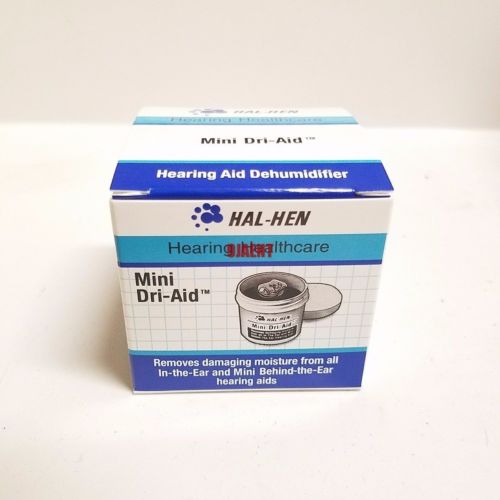 HAL-HEN
Hearing Healthcare
Mini Dri-Aid™
Hearing Aid Dehumidifier
HAL-HEN
Hearing Healthcare
DJALHT
Mini
Dri-Aid™
HAL-HEN
Mini Dri-Aid
Removes damaging moisture from all
In-the-Ear and Mini Behind-the-Ear
hearing aids